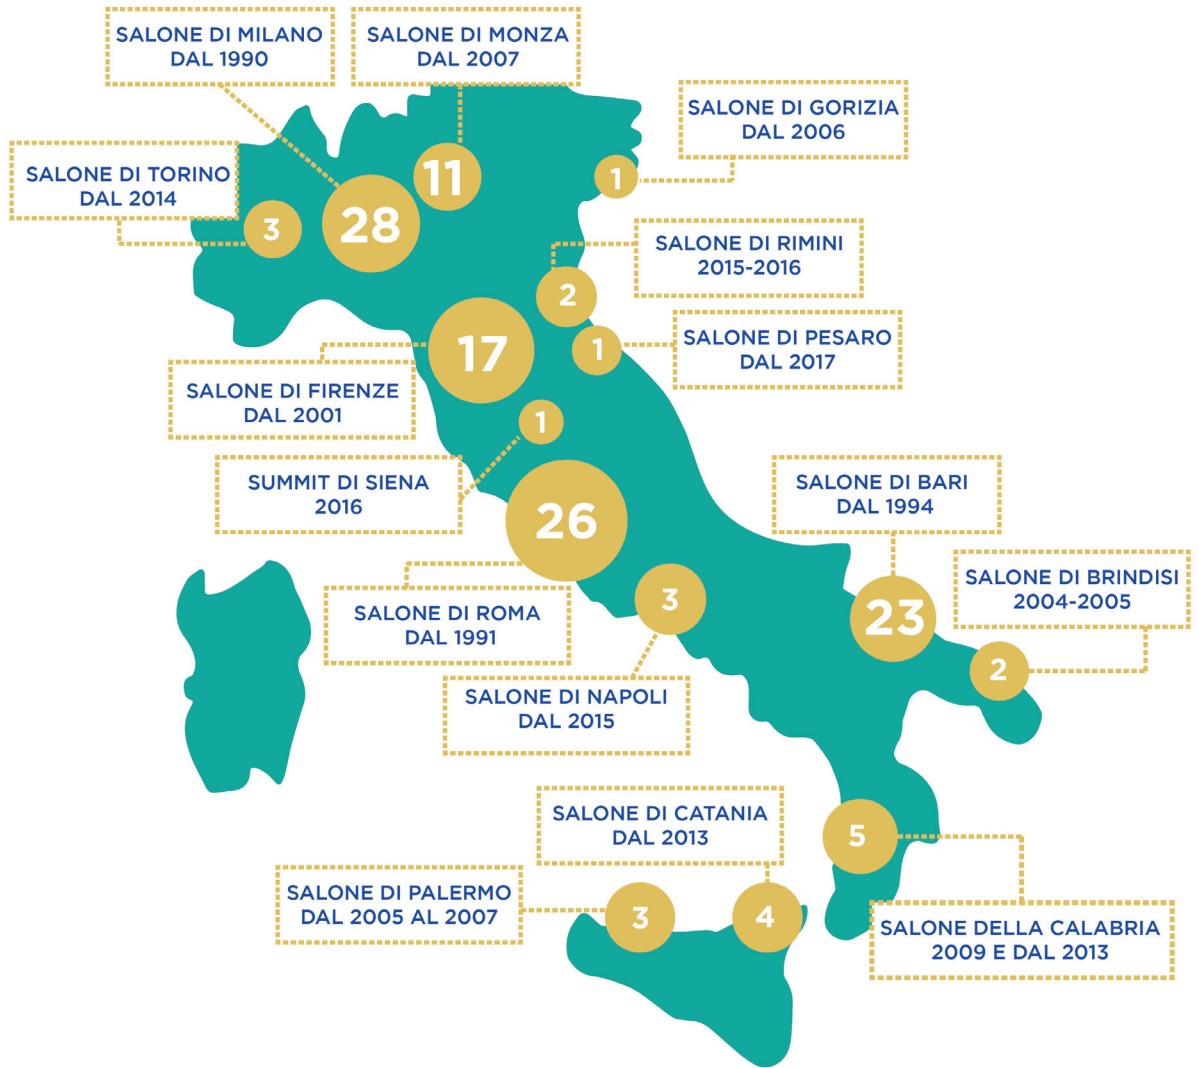 SALONE DI MILANO
DAL 1990
SALONE DI MONZA
DAL 2007
SALONE DI GORIZIA
DAL 2006
SALONE DI TORINO
DAL 2014
11
1
3
28
SALONE DI RIMINI
2015-2016
2
SALONE DI PESARO
DAL 2017
1
17
SALONE DI FIRENZE
DAL 2001
1
SUMMIT DI SIENA
2016
SALONE DI BARI
DAL 1994
26
SALONE DI BRINDISI
2004-2005
SALONE DI ROMA
DAL 1991
3
23
2
SALONE DI NAPOLI
DAL 2015
SALONE DI CATANIA
DAL 2013
5
SALONE DI PALERMO
DAL 2005 AL 2007
3
4
SALONE DELLA CALABRIA
2009 E DAL 2013